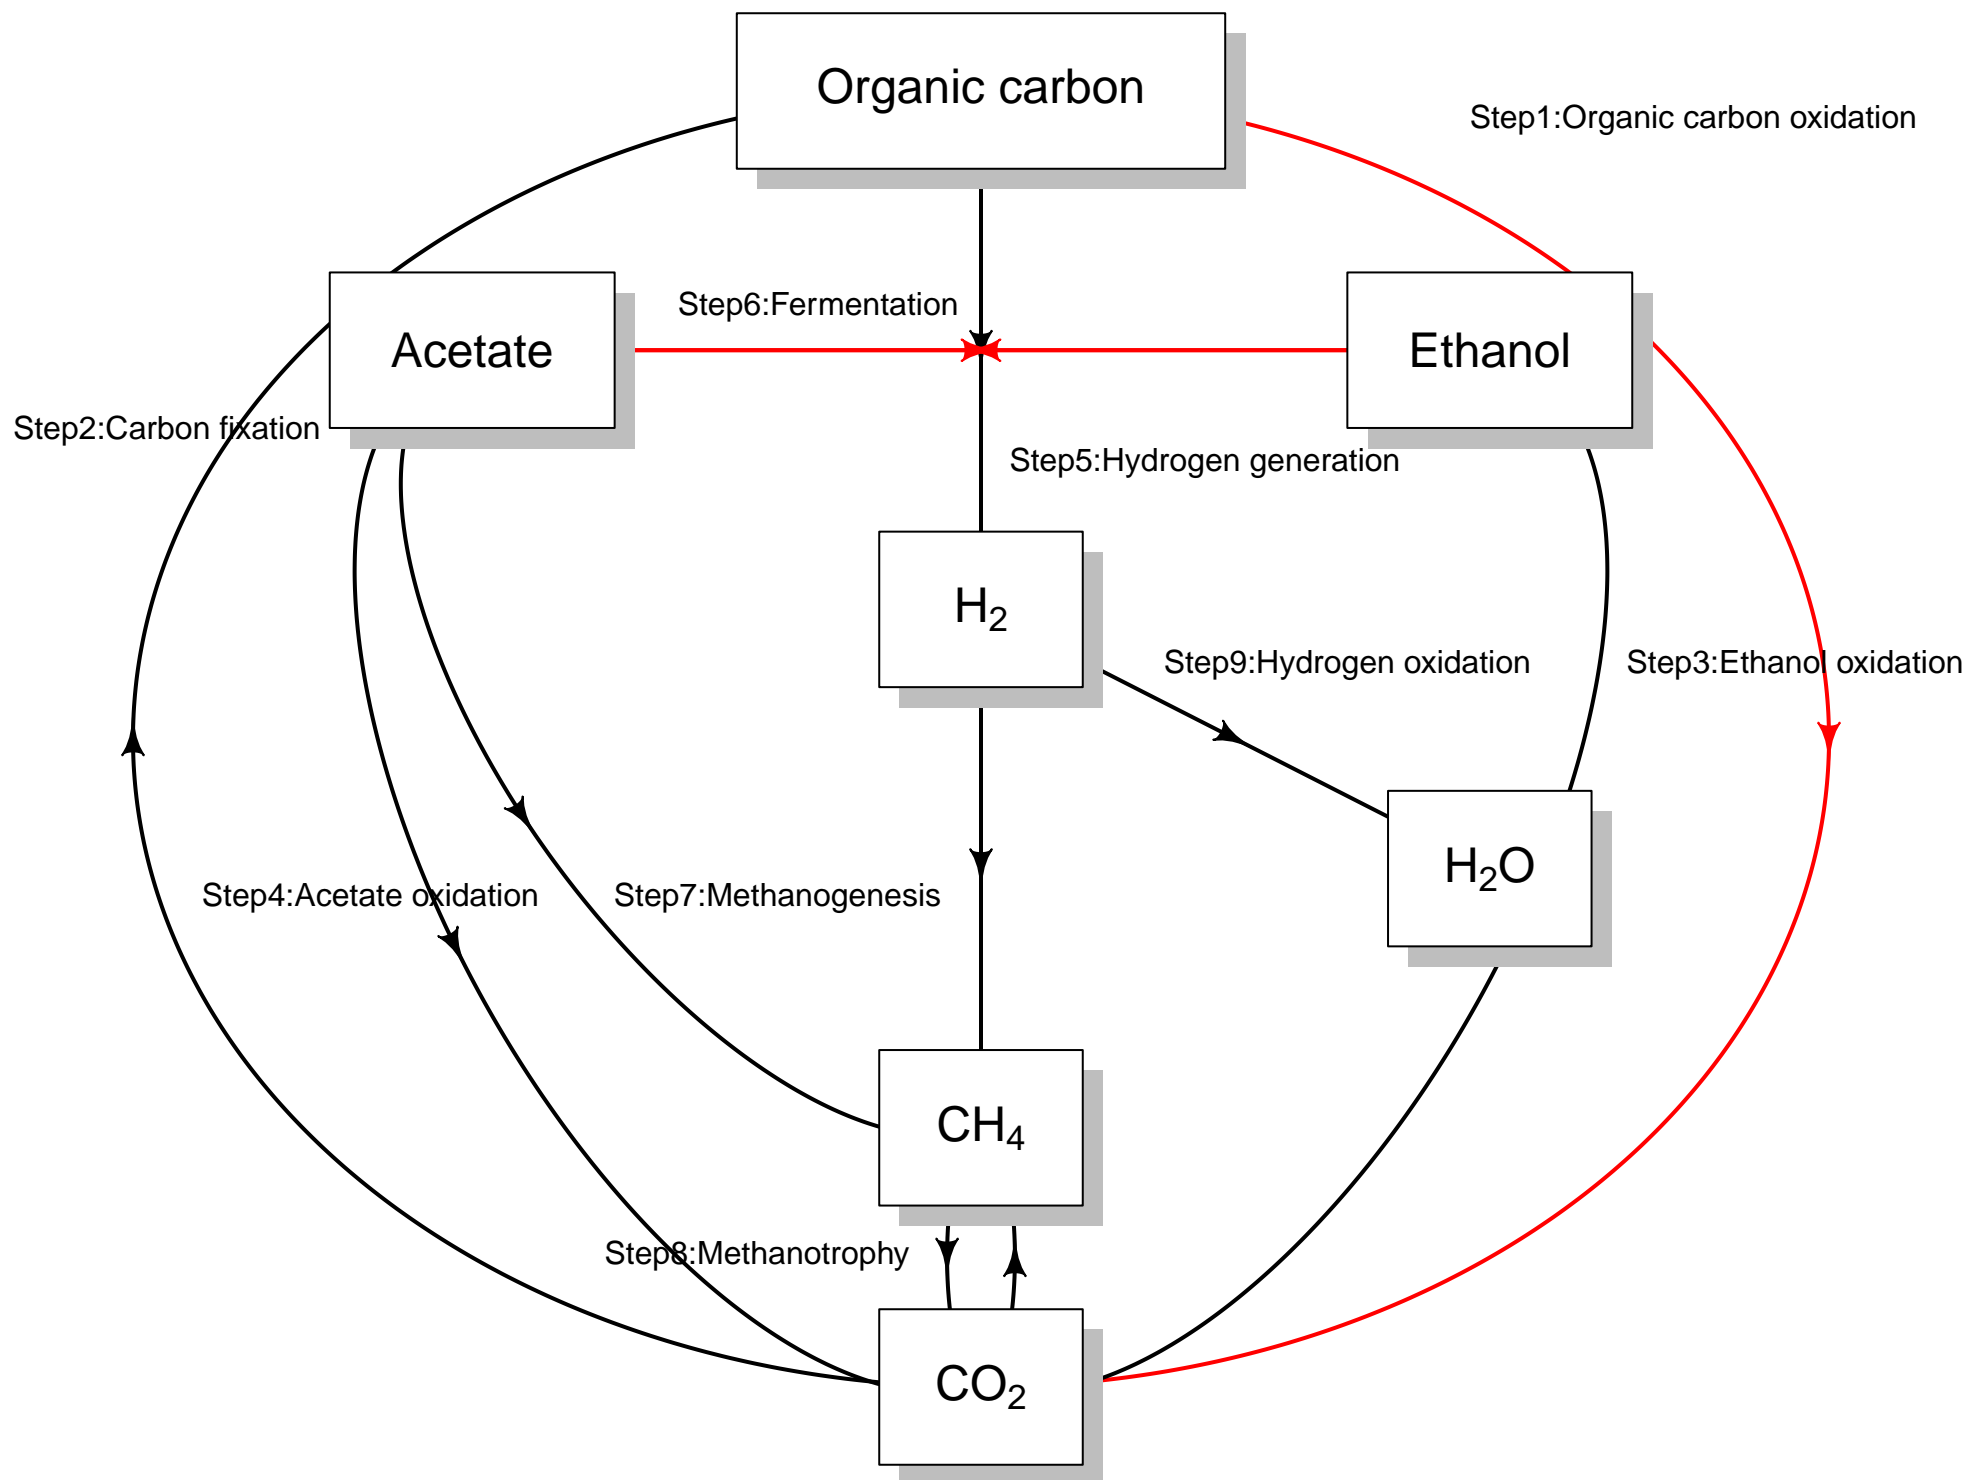 Organic carbon
Step1:Organic carbon oxidation
Step6:Fermentation
Acetate
Ethanol
Step2:Carbon fixation
Step5:Hydrogen generation
H₂
Step9:Hydrogen oxidation
Step3:Ethanol oxidation
H₂O
Step4:Acetate oxidation
Step7:Methanogenesis
CH₄
Step8:Methanotrophy
CO₂